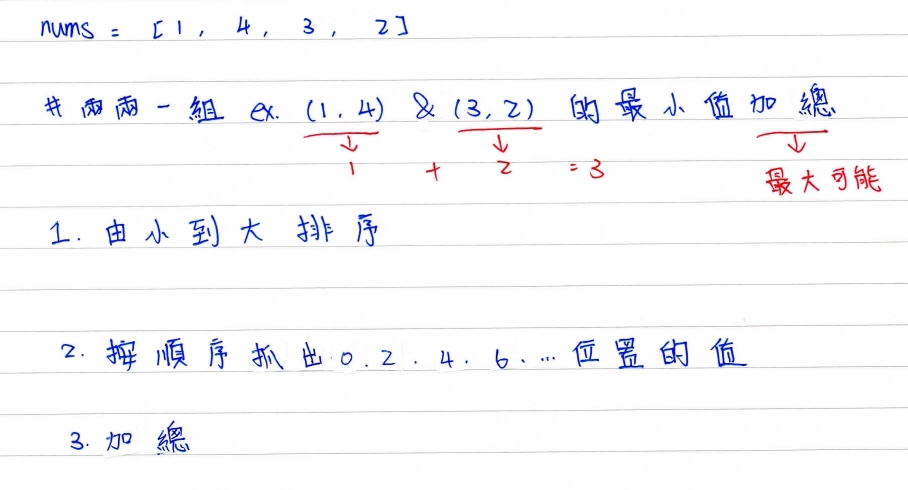 nums = [1, 4, 3, 2]
# 兩兩一組 ex. (1, 4) & (3, 2) 的最小值加總
↓ ↓ ↓
1 + 2 = 3 最大可能
1. 由小到大 排序
2. 按順序抓出 0. 2. 4. 6. … 位置的值
3. 加總